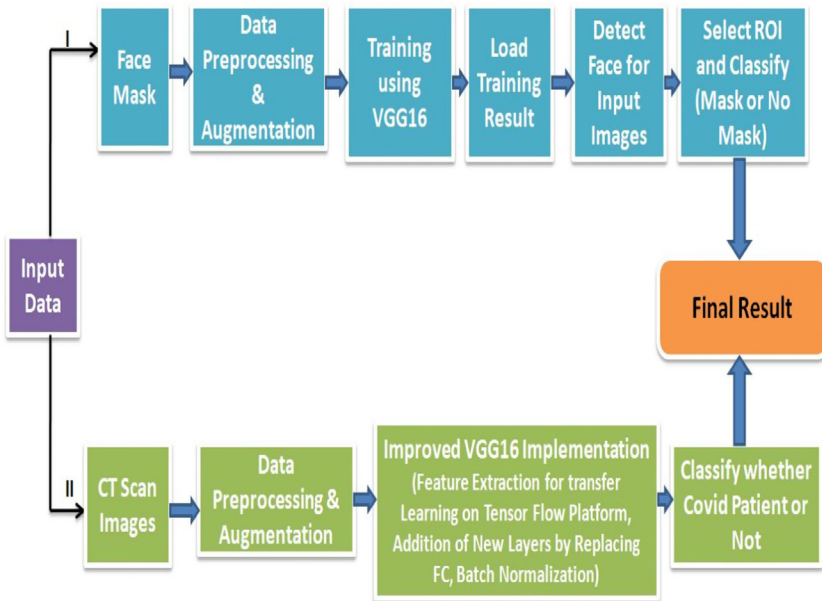 I
Face
Mask
Data
Preprocessing
&
Augmentation
Training
using
VGG16
Load
Training
Result
Detect
Face for
Input
Images
Select ROI
and Classify
(Mask or No
Mask)
Input
Data
Final Result
II
CT Scan
Images
Data
Preprocessing &
Augmentation
Improved VGG16 Implementation
(Feature Extraction for transfer
Learning on Tensor Flow Platform,
Addition of New Layers by Replacing
FC, Batch Normalization)
Classify whether
Covid Patient or
Not